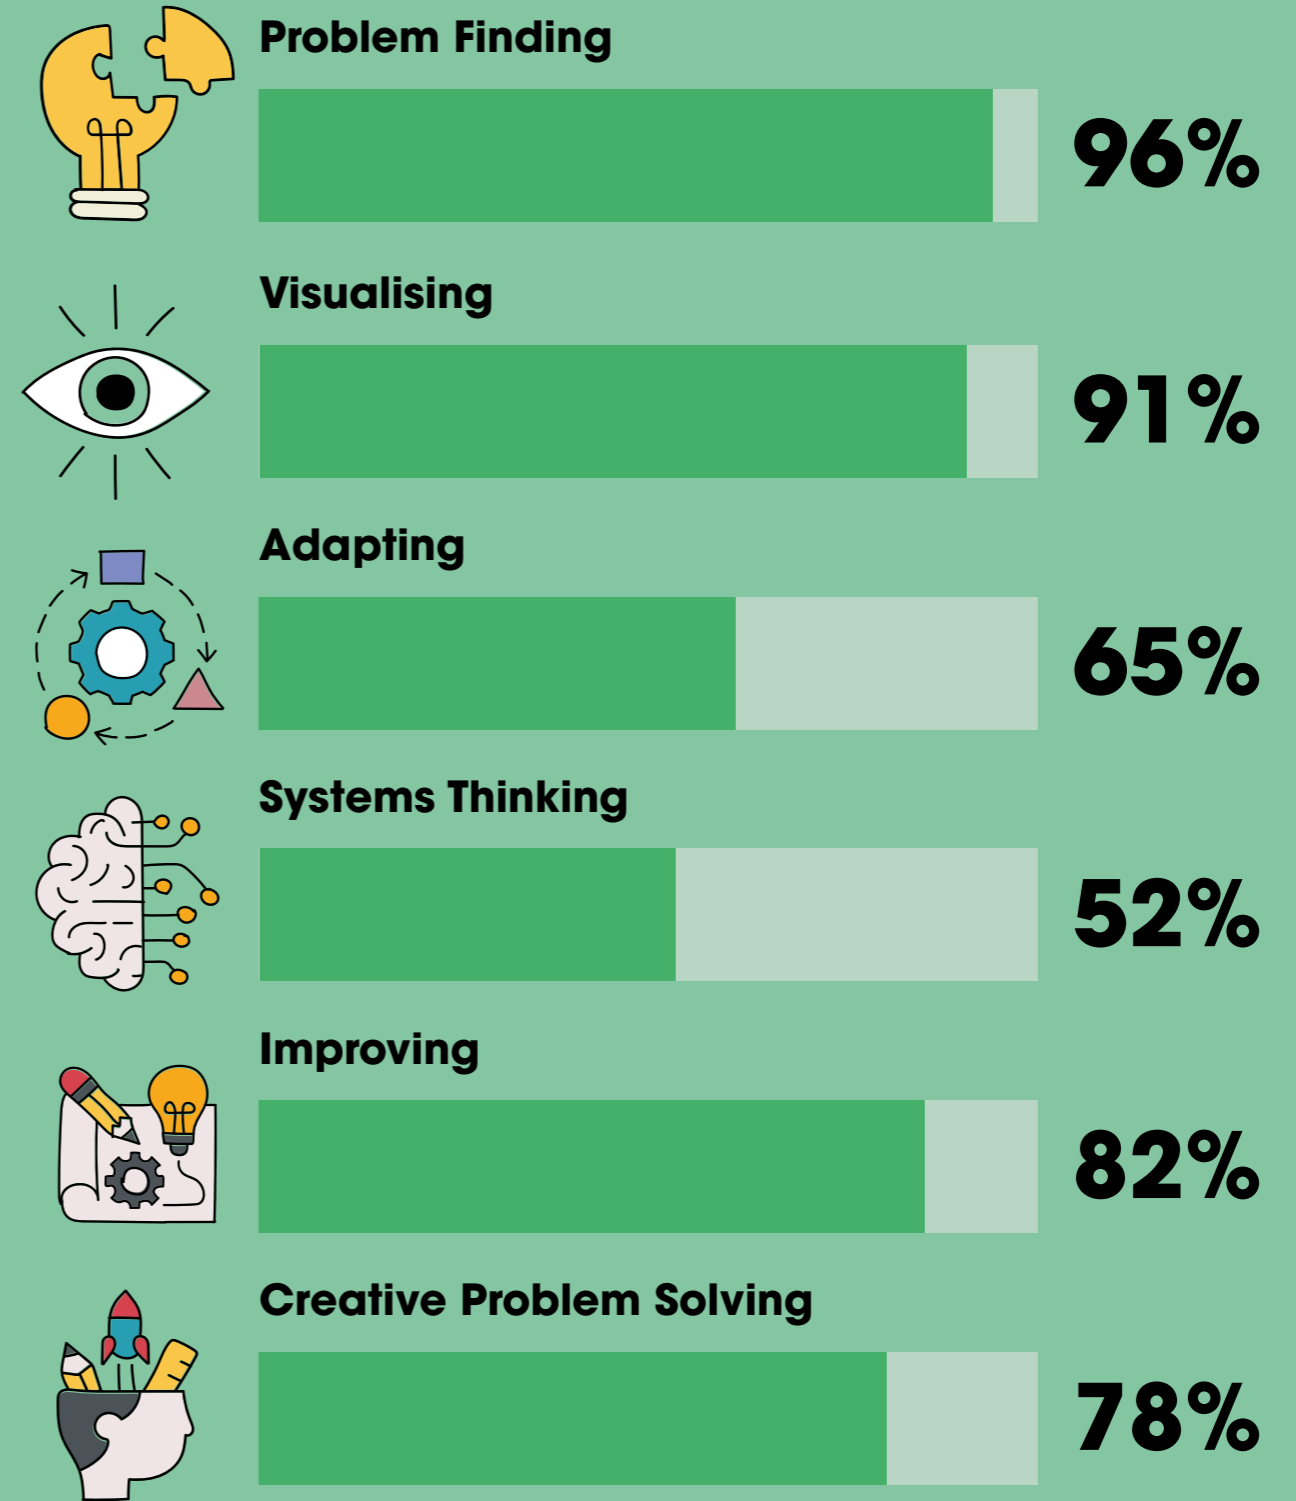 Problem Finding
96%
Visualising
91%
Adapting
65%
Systems Thinking
52%
Improving
82%
Creative Problem Solving
78%